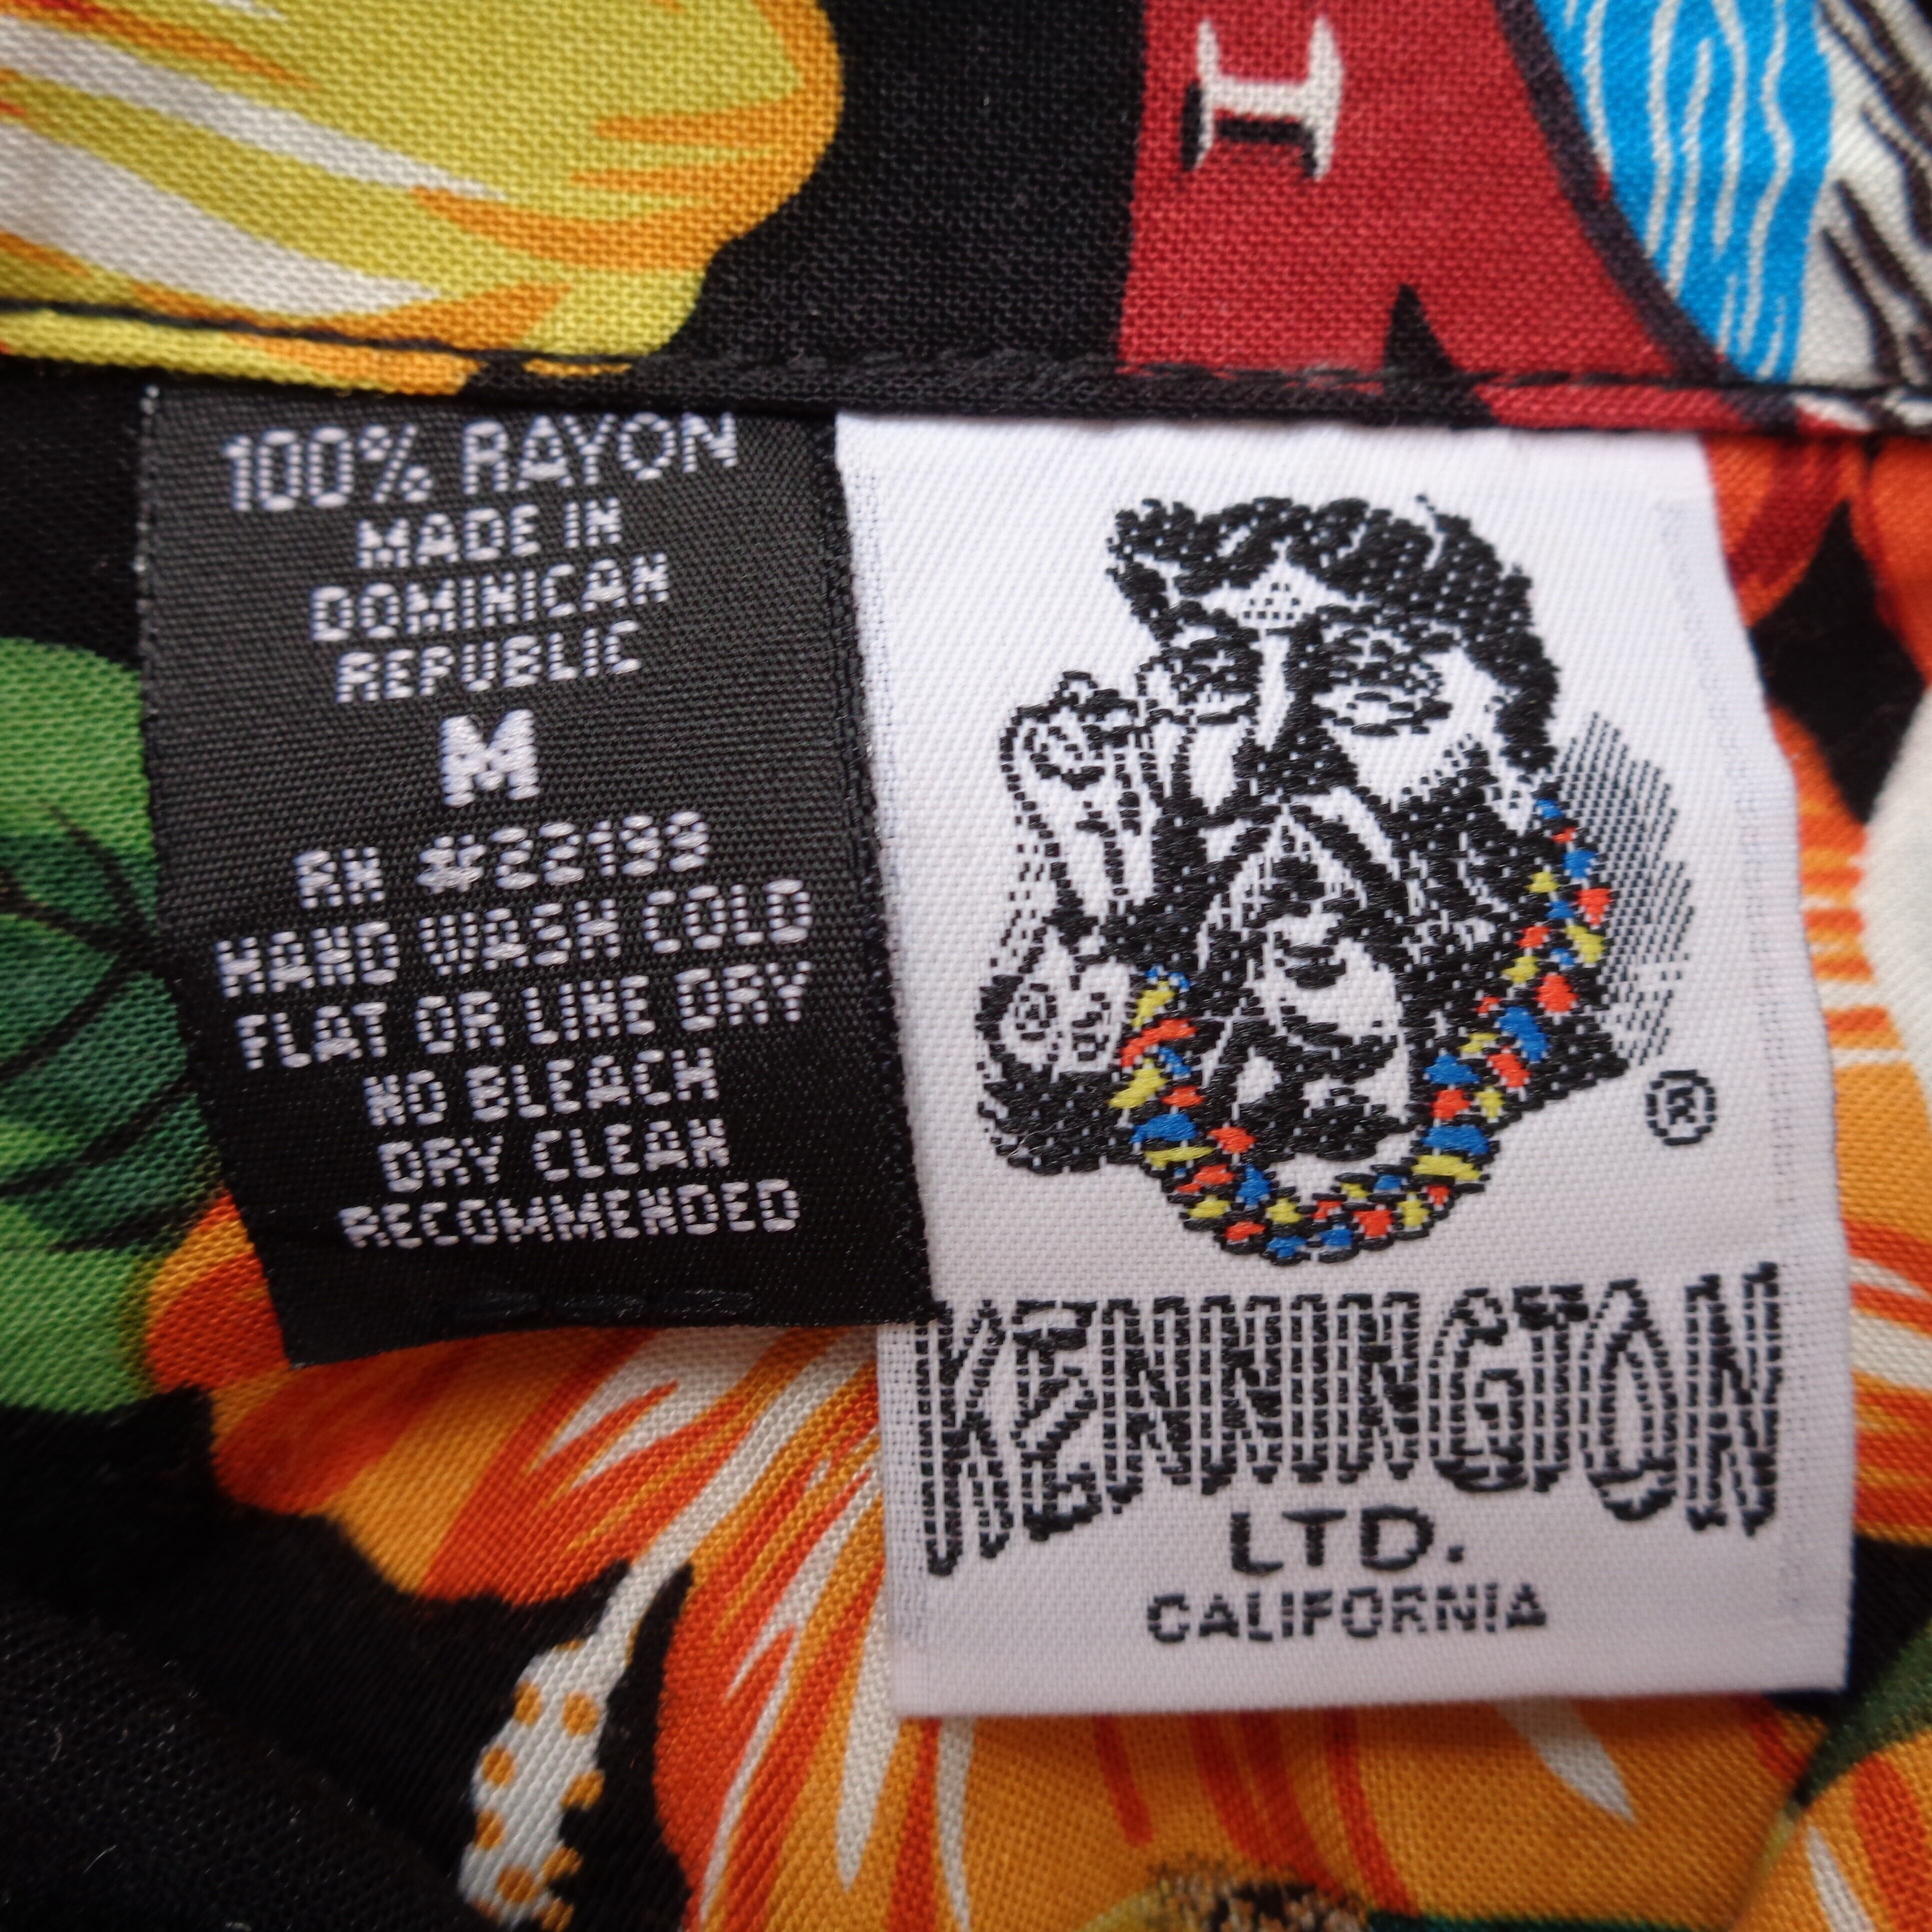 I
100% RAYON
MADE IN
DOMINICAN
REPUBLIC
M
RN #22199
HAND WASH COLD
FLAT OR LINE DRY
NO BLEACH
DRY CLEAN
RECOMMENDED
®
KENNINGTON
LTD.
CALIFORNIA